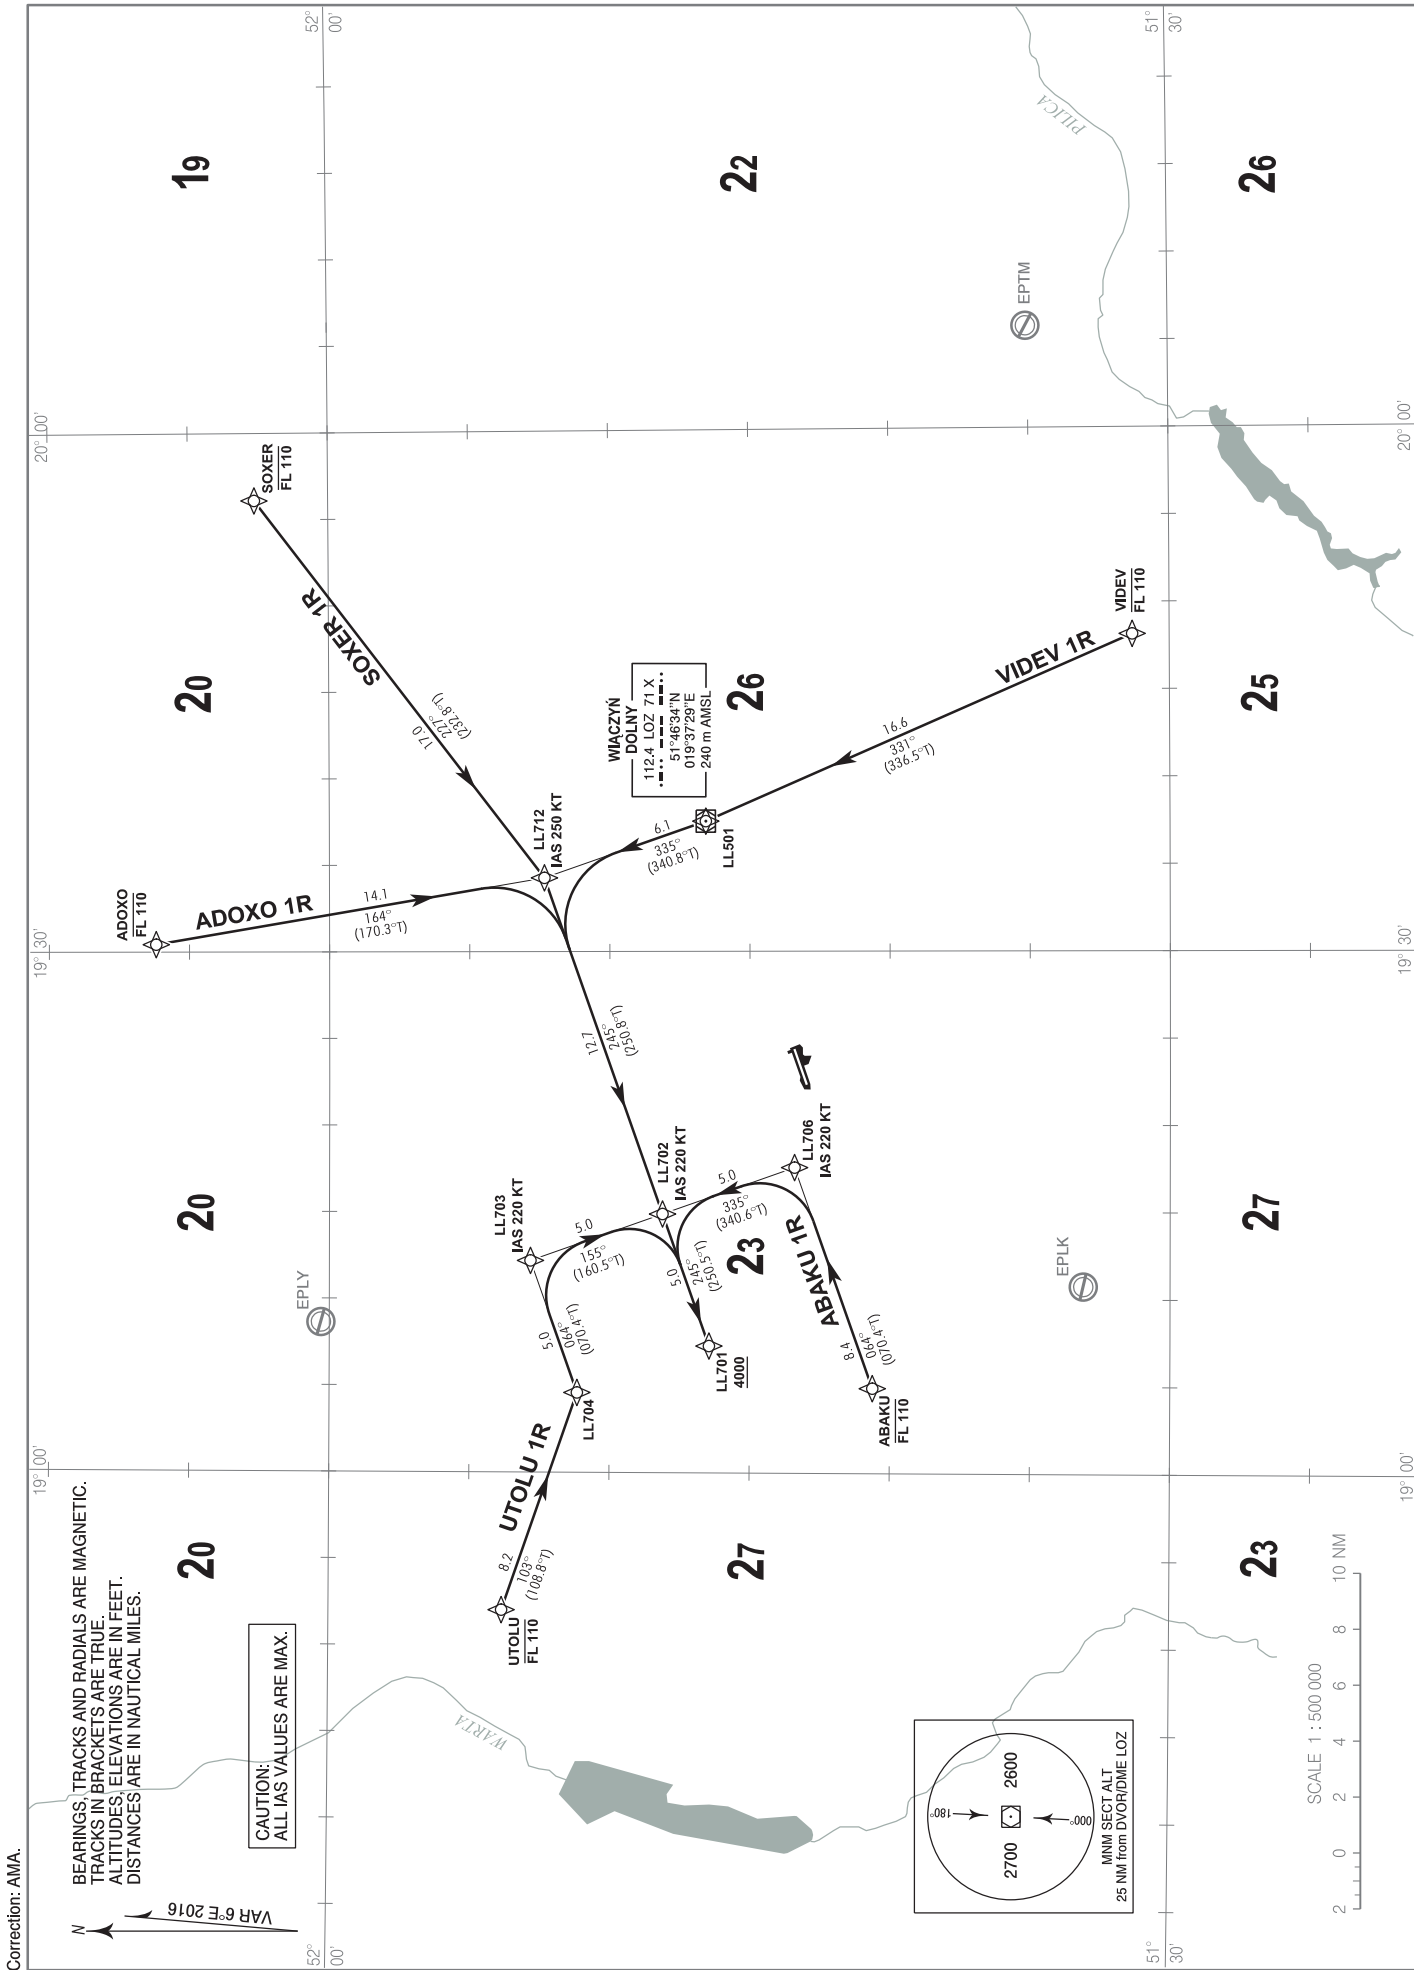 Correction: AMA.
BEARINGS, TRACKS AND RADIALS ARE MAGNETIC.
TRACKS IN BRACKETS ARE TRUE.
ALTITUDES, ELEVATIONS ARE IN FEET.
DISTANCES ARE IN NAUTICAL MILES.
N
VAR 6°E 2016
CAUTION:
ALL IAS VALUES ARE MAX.
19° 00'
19° 30'
20° 00'
52° 00'
52° 00'
20
20
20
19
ADOXO
FL 110
ADOXO 1R
14.1
164°
(170.3°T)
SOXER
FL 110
SOXER 1R
17.0
227°
(232.8°T)
EPLY
WARTA
UTOLU
FL 110
UTOLU 1R
8.2
103°
(108.8°T)
LL704
5.0
064°
(070.4°T)
LL703
IAS 220 KT
5.0
155°
(160.5°T)
LL712
IAS 250 KT
12.7
245°
(250.8°T)
LL702
IAS 220 KT
5.0
245°
(250.5°T)
LL701
4000
6.1
335°
(340.8°T)
LL501
WIĄCZYŃ
DOLNY
112.4 LOZ 71 X
51°46'34"N
019°37'29"E
240 m AMSL
27
23
26
22
5.0
335°
(340.6°T)
LL706
IAS 220 KT
ABAKU
FL 110
ABAKU 1R
8.4
064°
(070.4°T)
16.6
331°
(336.5°T)
VIDEV 1R
VIDEV
FL 110
EPLK
EPTM
PILICA
180°
000°
2700
2600
MNM SECT ALT
25 NM from DVOR/DME LOZ
51° 30'
51° 30'
23
27
25
26
SCALE 1 : 500 000
2 0 2 4 6 8 10 NM
19° 00'
19° 30'
20° 00'